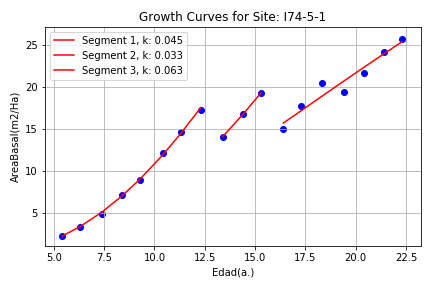 Growth Curves for Site: I74-5-1
Segment 1, k: 0.045
Segment 2, k: 0.033
Segment 3, k: 0.063
AreaBasal(m2/Ha)
25
20
15
10
5
5.0 7.5 10.0 12.5 15.0 17.5 20.0 22.5
Edad(a.)